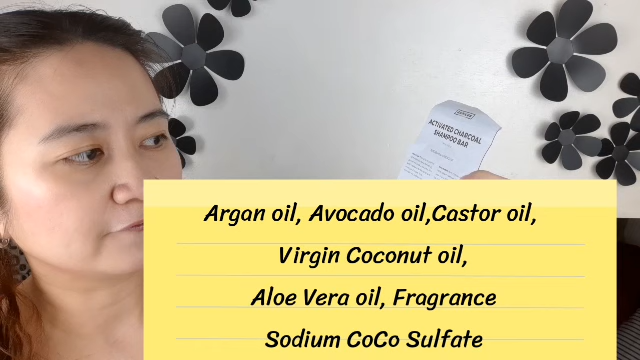 ACTIVATED CHARCOAL
SHAMPOO BAR
Argan oil, Avocado oil,Castor oil,
Virgin Coconut oil,
Aloe Vera oil, Fragrance
Sodium CoCo Sulfate